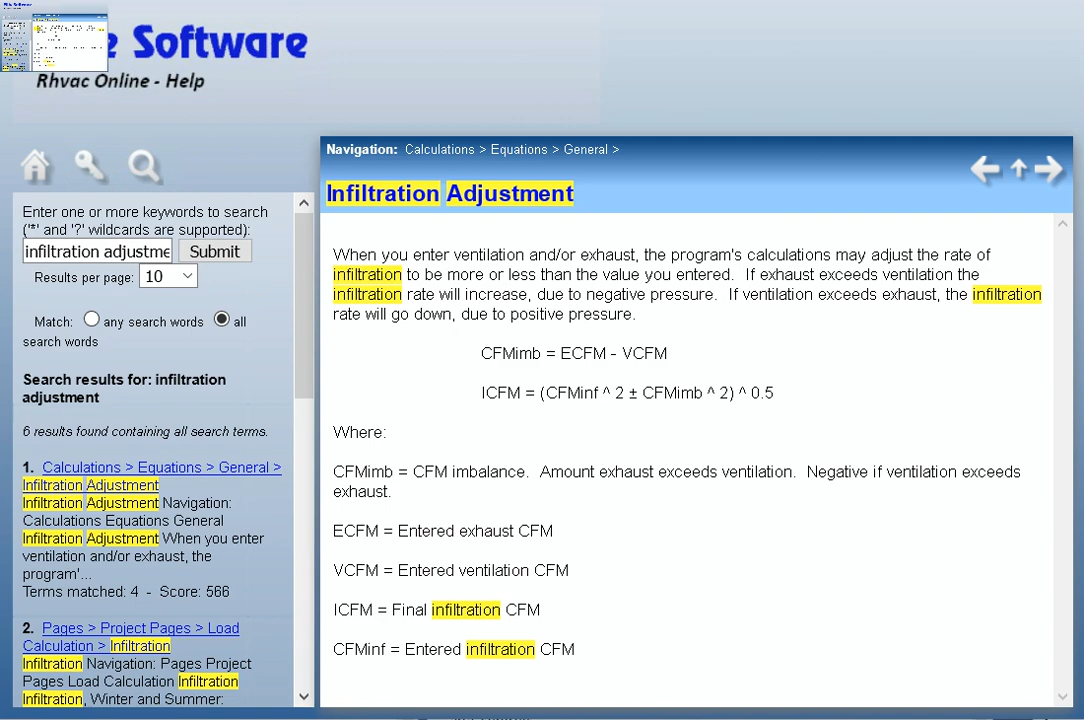 Software
Rhvac Online - Help
Enter one or more keywords to search
('*' and '?' wildcards are supported):
infiltration adjustme Submit
Results per page: 10
Match: any search words all
search words
Search results for: infiltration
adjustment
6 results found containing all search terms.
1. Calculations > Equations > General >
Infiltration Adjustment
Infiltration Adjustment Navigation:
Calculations Equations General
Infiltration Adjustment When you enter
ventilation and/or exhaust, the
program'...
Terms matched: 4 - Score: 566
2. Pages > Project Pages > Load
Calculation > Infiltration
Infiltration Navigation: Pages Project
Pages Load Calculation Infiltration
Infiltration, Winter and Summer:
Navigation: Calculations > Equations > General >
Infiltration Adjustment
When you enter ventilation and/or exhaust, the program's calculations may adjust the rate of
infiltration to be more or less than the value you entered. If exhaust exceeds ventilation the
infiltration rate will increase, due to negative pressure. If ventilation exceeds exhaust, the infiltration
rate will go down, due to positive pressure.
CFMimb = ECFM - VCFM
ICFM = (CFMinf ^ 2 ± CFMimb ^ 2) ^ 0.5
Where:
CFMimb = CFM imbalance. Amount exhaust exceeds ventilation. Negative if ventilation exceeds
exhaust.
ECFM = Entered exhaust CFM
VCFM = Entered ventilation CFM
ICFM = Final infiltration CFM
CFMinf = Entered infiltration CFM